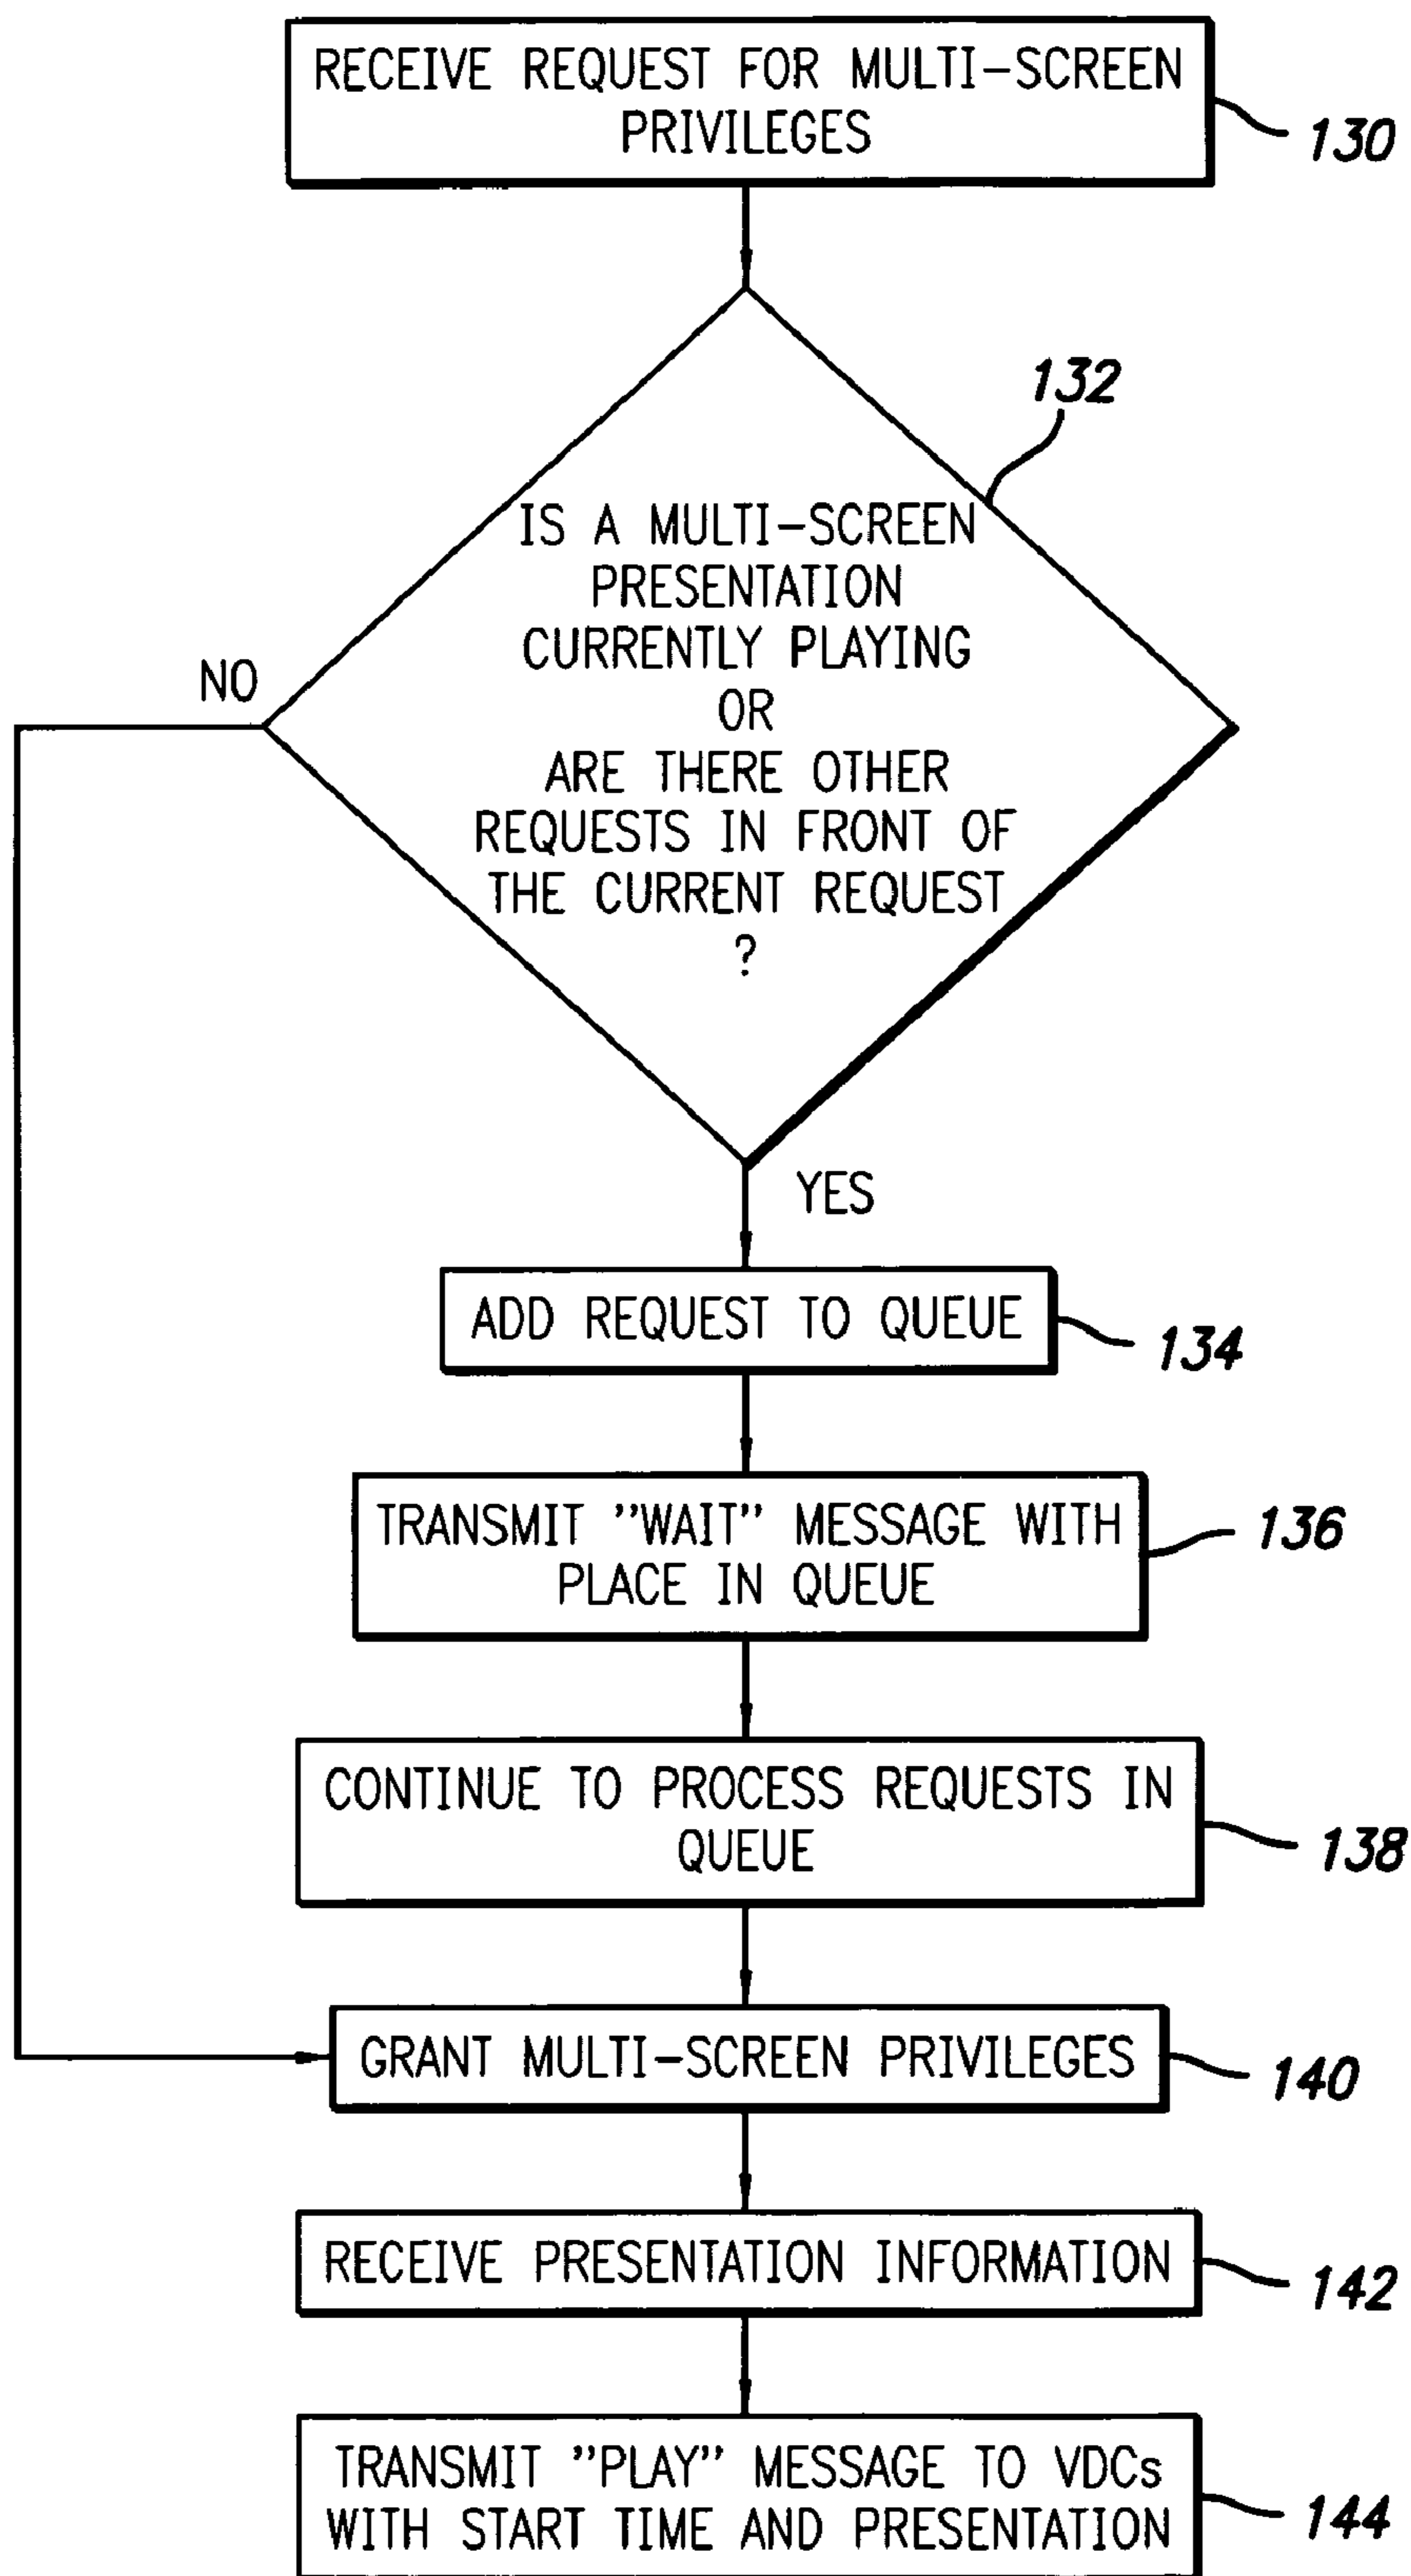 RECEIVE REQUEST FOR MULTI-SCREEN
PRIVILEGES
130
132
IS A MULTI-SCREEN
PRESENTATION
CURRENTLY PLAYING
OR
ARE THERE OTHER
REQUESTS IN FRONT OF
THE CURRENT REQUEST
?
NO
YES
ADD REQUEST TO QUEUE
134
TRANSMIT "WAIT" MESSAGE WITH
PLACE IN QUEUE
136
CONTINUE TO PROCESS REQUESTS IN
QUEUE
138
GRANT MULTI-SCREEN PRIVILEGES
140
RECEIVE PRESENTATION INFORMATION
142
TRANSMIT "PLAY" MESSAGE TO VDCs
WITH START TIME AND PRESENTATION
144